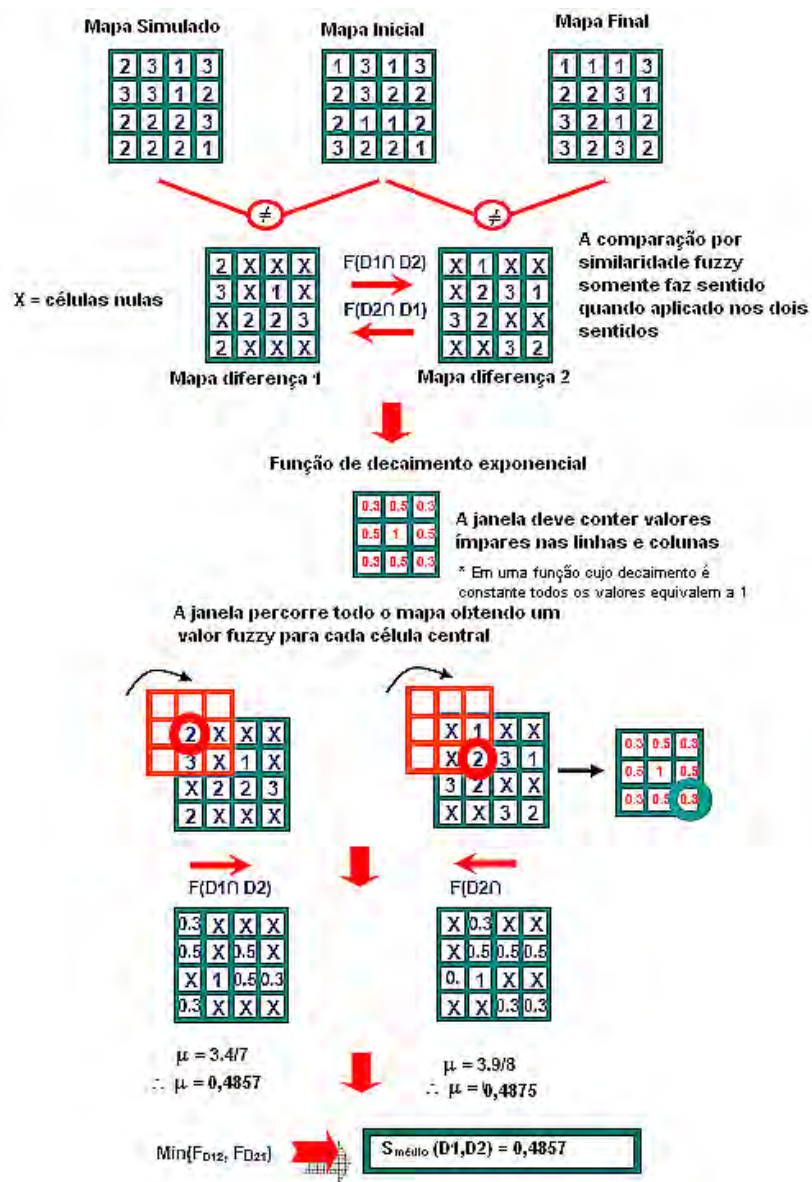 Mapa Simulado
Mapa Inicial
Mapa Final
2 3 1 3
3 3 1 2
2 2 2 3
2 2 2 1
1 3 1 3
2 3 2 2
2 1 1 2
3 2 2 1
1 1 1 3
2 2 3 1
3 2 1 2
3 2 3 2
≠
≠
X = células nulas
2 X X X
3 X 1 X
X 2 2 3
2 X X X
F(D1∩ D2)
F(D2∩ D1)
X 1 X X
X 2 3 1
3 2 X X
X X 3 2
A comparação por
similaridade fuzzy
somente faz sentido
quando aplicado nos dois
sentidos
Mapa diferença 1
Mapa diferença 2
Função de decaimento exponencial
0.3 0.5 0.3
0.5 1 0.5
0.3 0.5 0.3
A janela deve conter valores
ímpares nas linhas e colunas
* Em uma função cujo decaimento é
constante todos os valores equivalem a 1
A janela percorre todo o mapa obtendo um
valor fuzzy para cada célula central
2 X X X
3 X 1 X
X 2 2 3
2 X X X
X 1 X X
X 2 3 1
3 2 X X
X X 3 2
0.3 0.5 0.3
0.5 1 0.5
0.3 0.5 0.3
F(D1∩ D2)
F(D2∩
0.3 X X X
0.5 X 0.5 X
X 1 0.5 0.3
0.3 X X X
X 0.3 X X
X 0.5 0.5 0.5
0. 1 X X
X X 0.3 0.3
μ = 3.4/7
∴ μ = 0,4857
μ = 3.9/8
∴ μ = 0,4875
Min(F D12, F D21)
S médio (D1,D2) = 0,4857